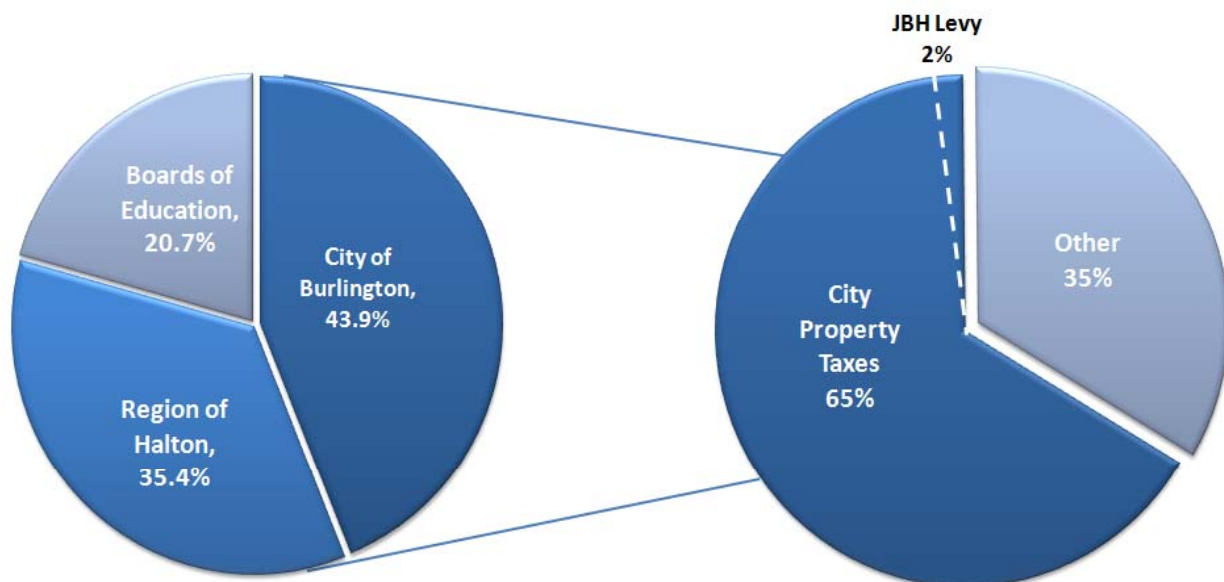 Boards of
Education,
20.7%
City of
Burlington,
43.9%
Region of
Halton,
35.4%
JBH Levy
2%
City
Property
Taxes
65%
Other
35%